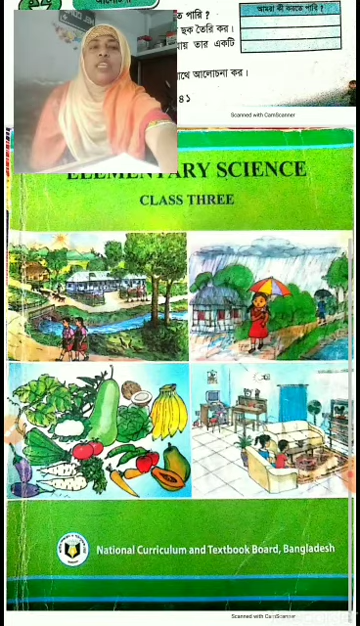 আমরা কী করতে পারি ?
ত পারি ?
ছক তৈরি কর।
ায় তার একটি
াথে আলোচনা কর।
৪১
Scanned with CamScanner
ELEMENTARY SCIENCE
CLASS THREE
National Curriculum and Textbook Board, Bangladesh
Scanned with CamScanner